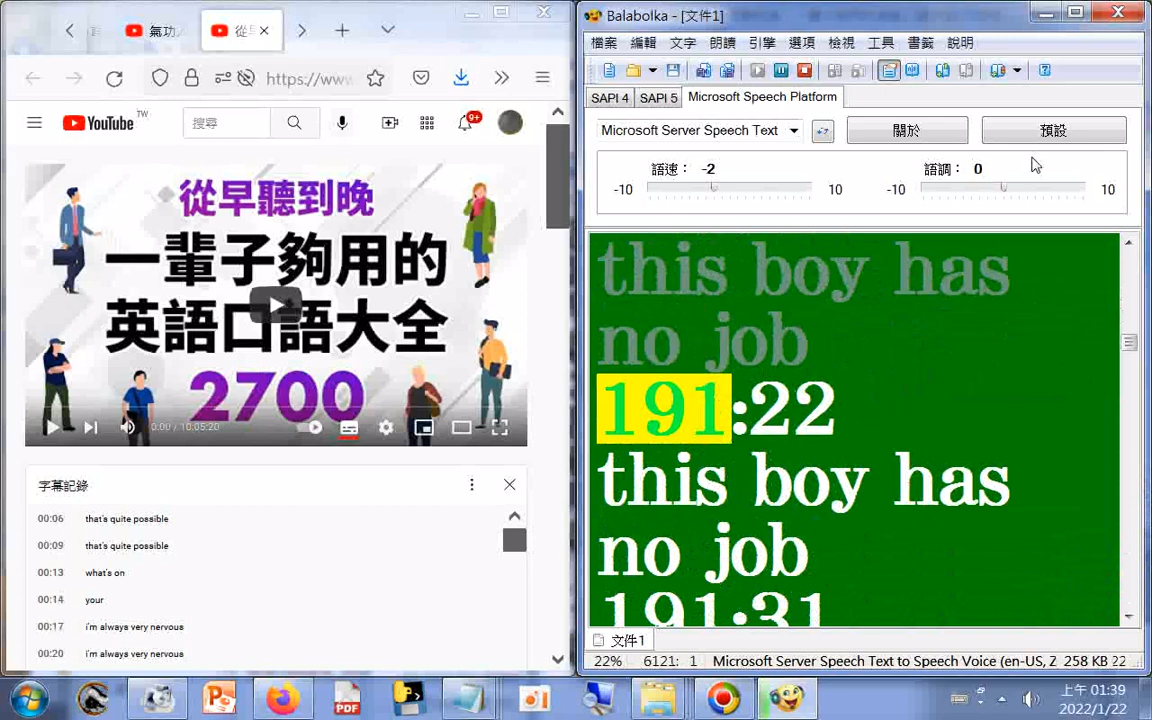 氣功
從
https://www
YouTube TW
搜尋
9+
從早聽到晚
一輩子夠用的
英語口語大全
2700
0:00 / 10:05:20
字幕記錄
00:06 that's quite possible
00:09 that's quite possible
00:13 what's on
00:14 your
00:17 i'm always very nervous
00:20 i'm always very nervous
Balabolka - [文件1]
檔案 編輯 文字 朗讀 引擎 選項 檢視 工具 書籤 說明
SAPI 4 SAPI 5 Microsoft Speech Platform
Microsoft Server Speech Text 關於 預設
語速： -2 語調： 0
-10 10 -10 10
this boy has
no job
191:22
this boy has
no job
191:31
文件1
22% 6121: 1 Microsoft Server Speech Text to Speech Voice (en-US, Z 258 KB 22
PDF
上午 01:39
2022/1/22